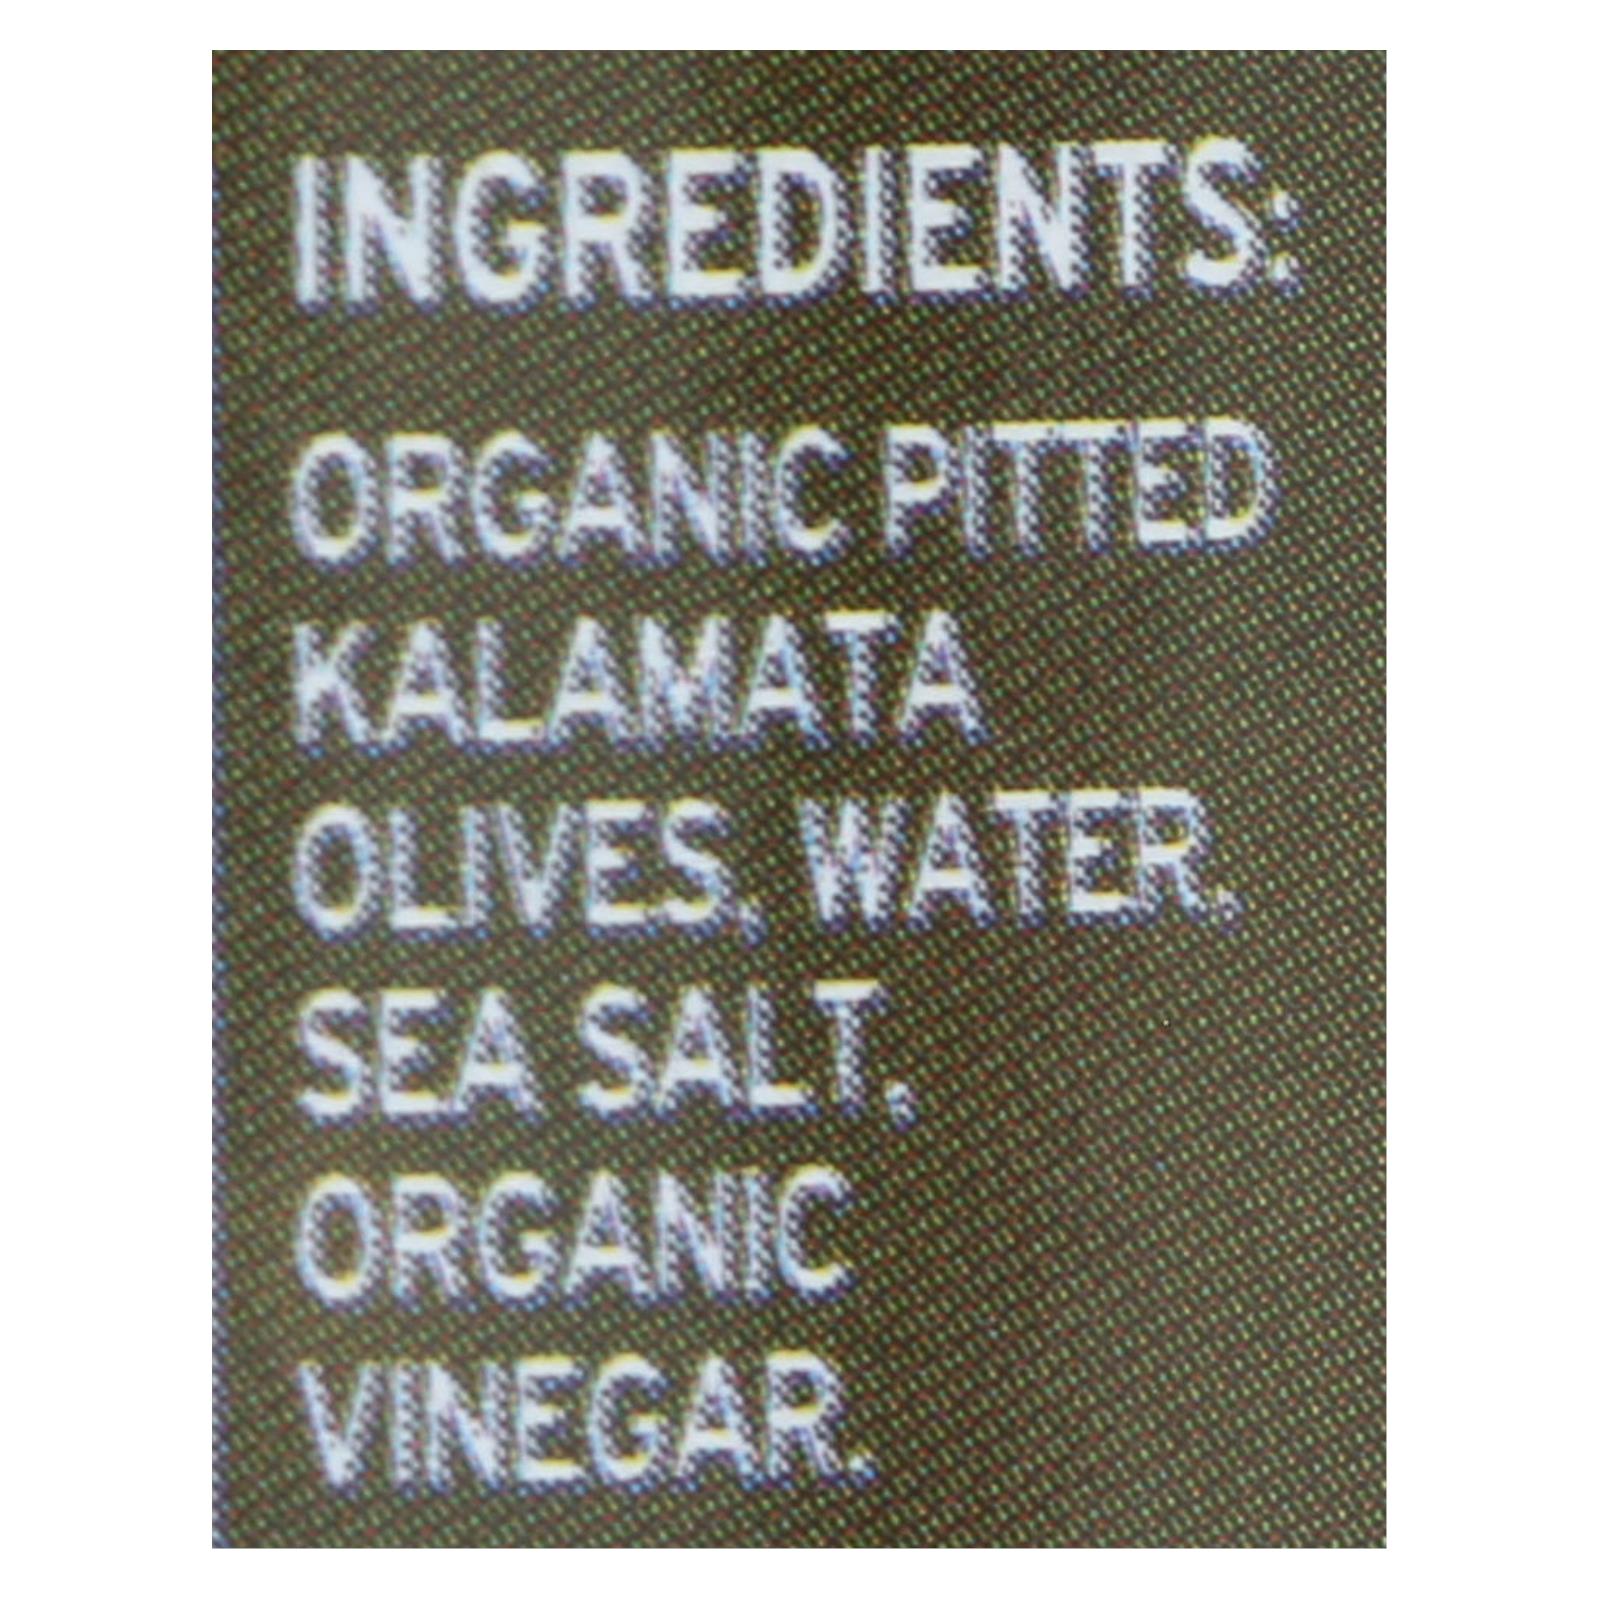 INGREDIENTS:
ORGANIC PITTED
KALAMATA
OLIVES, WATER,
SEA SALT,
ORGANIC
VINEGAR.